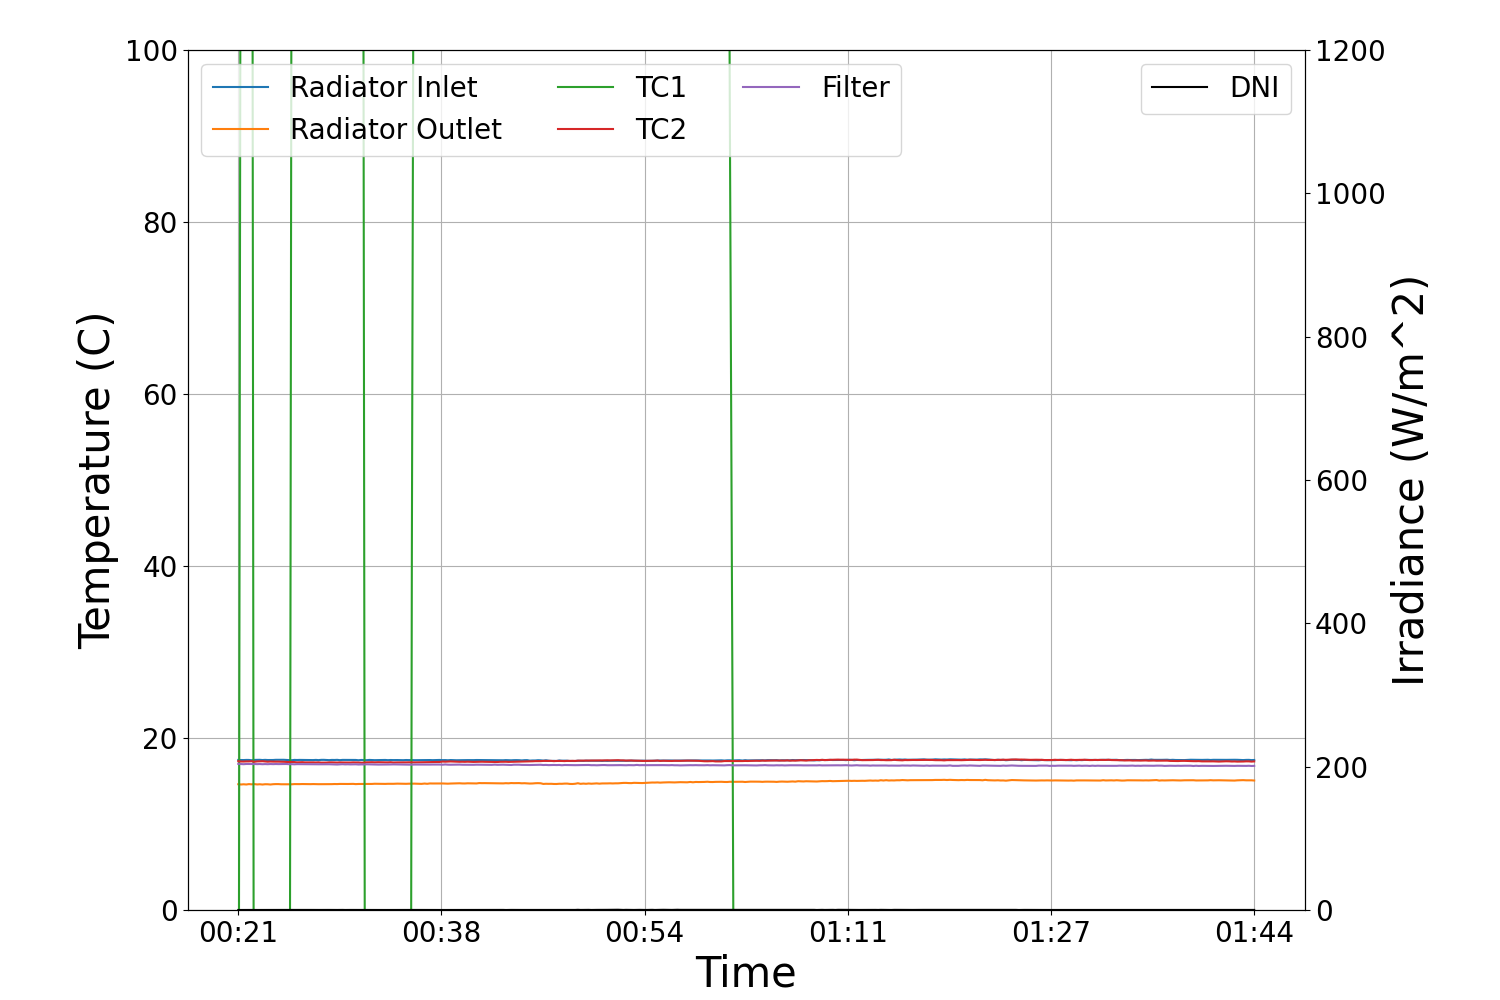 Radiator Inlet
Radiator Outlet
TC1
TC2
Filter
DNI
100
80
60
40
20
0
Temperature (C)
1200
1000
800
600
400
200
0
Irradiance (W/m^2)
00:21 00:38 00:54 01:11 01:27 01:44
Time